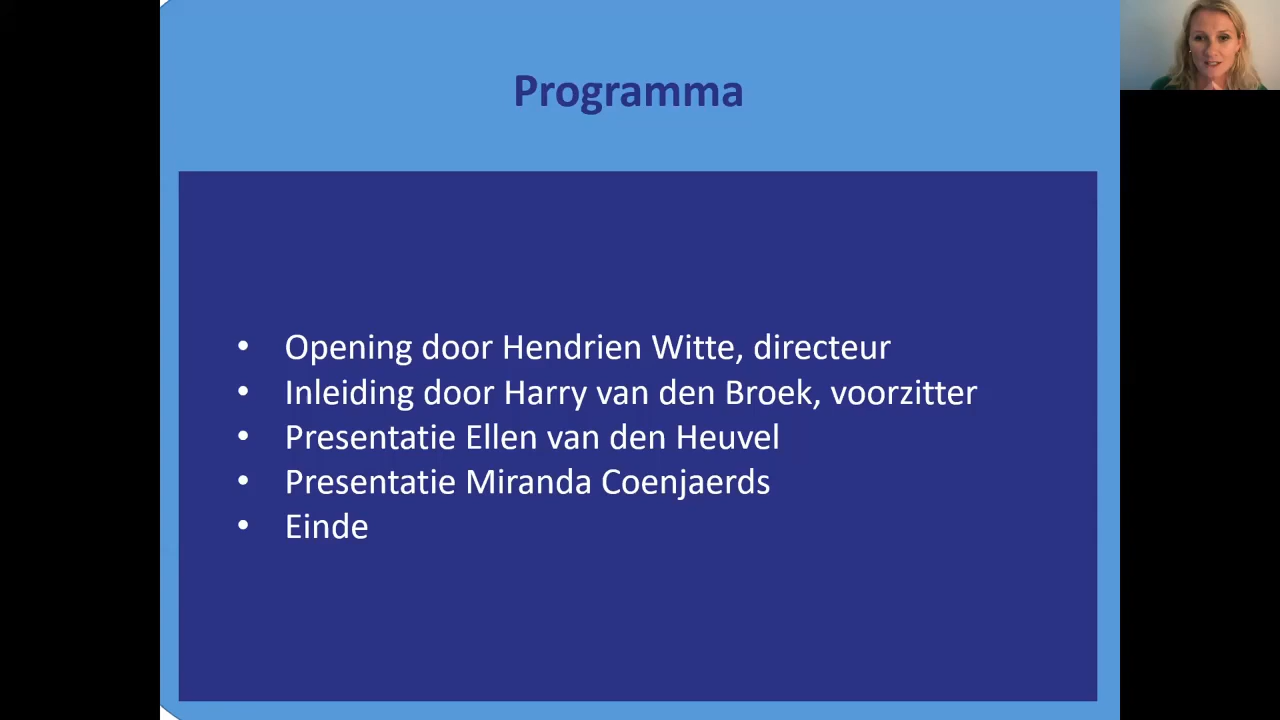 Programma
• Opening door Hendrien Witte, directeur
• Inleiding door Harry van den Broek, voorzitter
• Presentatie Ellen van den Heuvel
• Presentatie Miranda Coenjaerds
• Einde